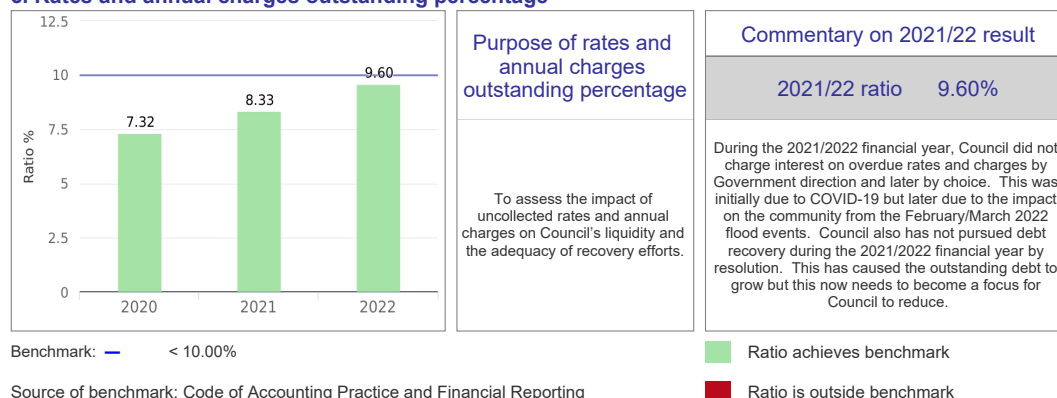 5. Rates and annual charges outstanding percentage
12.5
10
7.5
5
2.5
0
Ratio %
7.32
8.33
9.60
2020
2021
2022
Purpose of rates and
annual charges
outstanding percentage
To assess the impact of
uncollected rates and annual
charges on Council's liquidity and
the adequacy of recovery efforts.
Commentary on 2021/22 result
2021/22 ratio 9.60%
During the 2021/2022 financial year, Council did not
charge interest on overdue rates and charges by
Government direction and later by choice. This was
initially due to COVID-19 but later due to the impact
on the community from the February/March 2022
flood events. Council also has not pursued debt
recovery during the 2021/2022 financial year by
resolution. This has caused the outstanding debt to
grow but this now needs to become a focus for
Council to reduce.
Benchmark: < 10.00%
Source of benchmark: Code of Accounting Practice and Financial Reporting
Ratio achieves benchmark
Ratio is outside benchmark